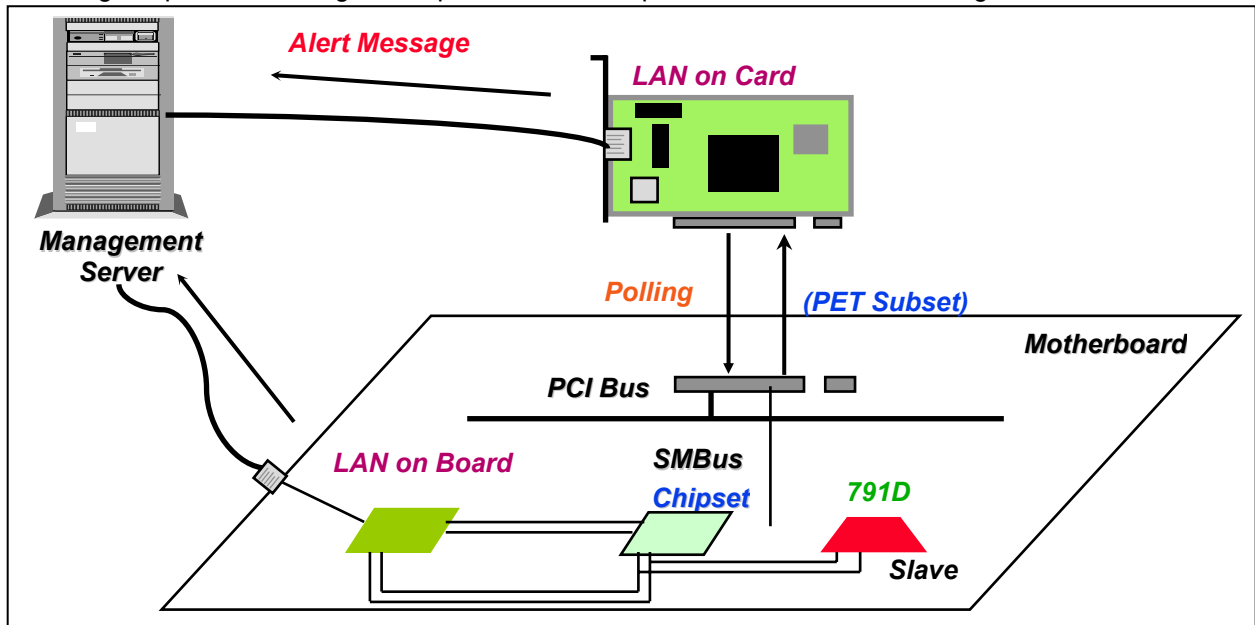 Alert Message
LAN on Card
Management
Server
Polling
(PET Subset)
Motherboard
PCI Bus
SMBus
LAN on Board
Chipset
791D
Slave